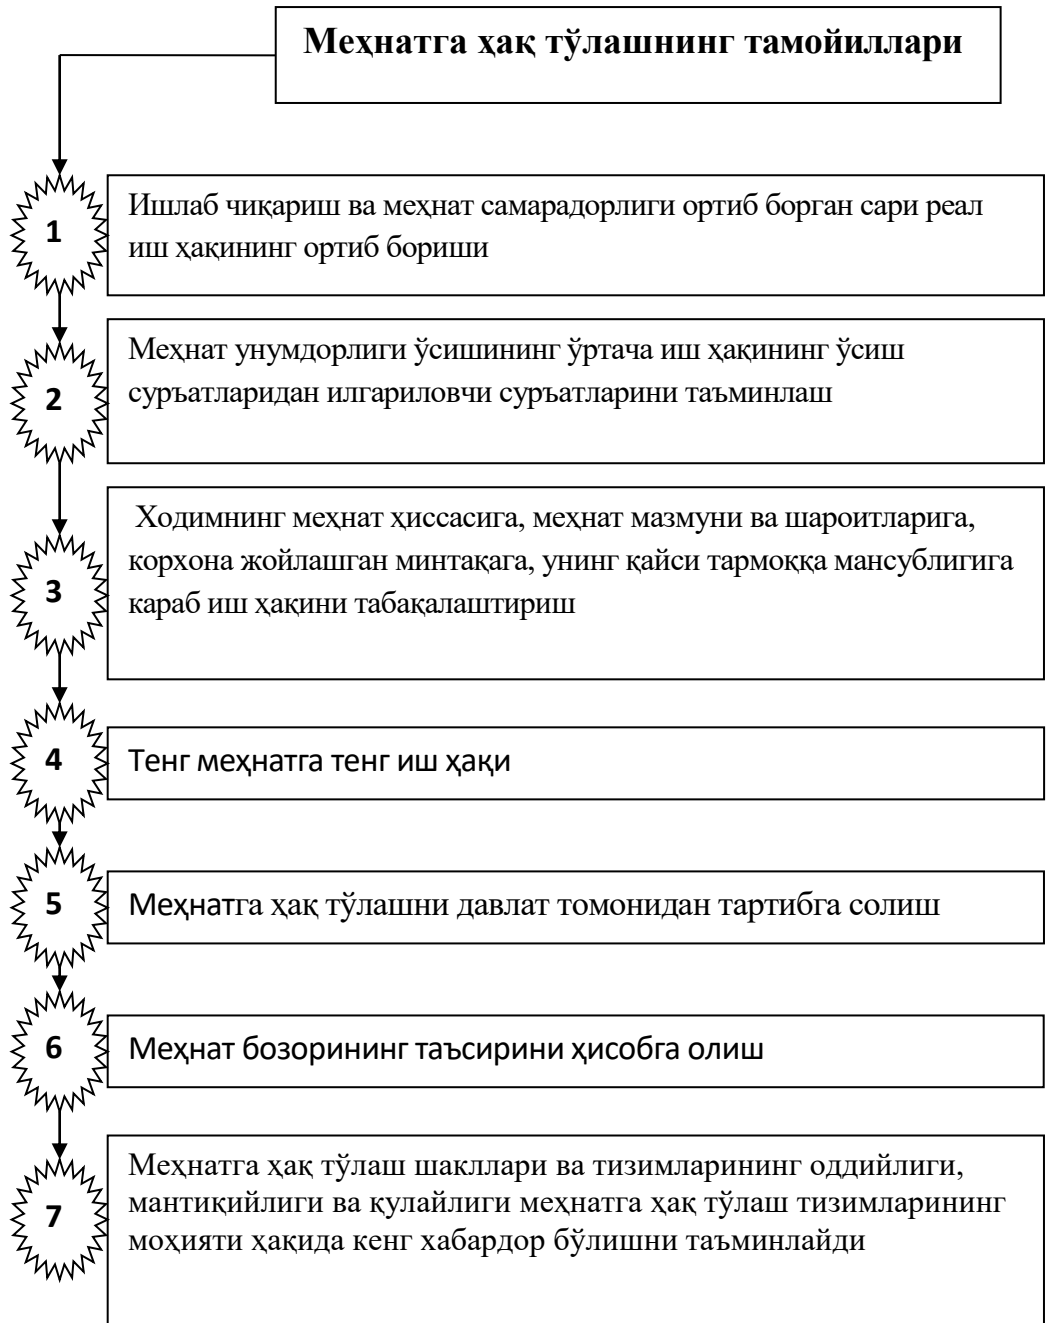 Меҳнатга ҳақ тўлашнинг тамойиллари
1
Ишлаб чиқариш ва меҳнат самарадорлиги ортиб борган сари реал
иш ҳақининг ортиб бориши
2
Меҳнат унумдорлиги ўсишининг ўртача иш ҳақининг ўсиш
суръатларидан илгариловчи суръатларини таъминлаш
3
Ходимнинг меҳнат ҳиссасига, меҳнат мазмуни ва шароитларига,
корхона жойлашган минтақага, унинг қайси тармоққа мансублигига
караб иш ҳақини табақалаштириш
4
Тенг меҳнатга тенг иш ҳақи
5
Меҳнатга ҳақ тўлашни давлат томонидан тартибга солиш
6
Меҳнат бозорининг таъсирини ҳисобга олиш
7
Меҳнатга ҳақ тўлаш шакллари ва тизимларининг оддийлиги,
мантиқийлиги ва қулайлиги меҳнатга ҳақ тўлаш тизимларининг
моҳияти ҳақида кенг хабардор бўлишни таъминлайди